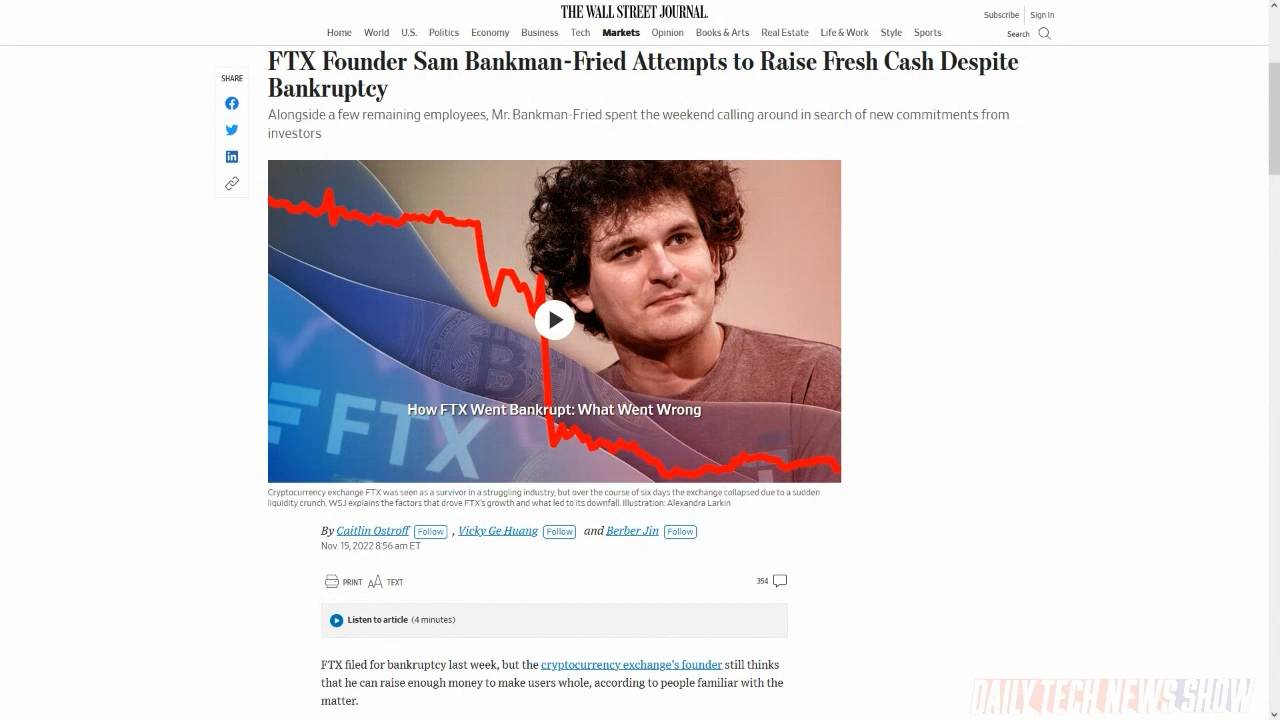 THE WALL STREET JOURNAL.
Subscribe Sign In
Home World U.S. Politics Economy Business Tech Markets Opinion Books & Arts Real Estate Life & Work Style Sports
Search
FTX Founder Sam Bankman-Fried Attempts to Raise Fresh Cash Despite
Bankruptcy
Alongside a few remaining employees, Mr. Bankman-Fried spent the weekend calling around in search of new commitments from
investors
SHARE
FTX
How FTX Went Bankrupt: What Went Wrong
Cryptocurrency exchange FTX was seen as a survivor in a struggling industry, but over the course of six days the exchange collapsed due to a sudden
liquidity crunch. WSJ explains the factors that drove FTX's growth and what led to its downfall. Illustration: Alexandra Larkin
By Caitlin Ostroff Follow , Vicky Ge Huang Follow and Berber Jin Follow
Nov. 15, 2022 8:56 am ET
PRINT AA TEXT
354
Listen to article (4 minutes)
FTX filed for bankruptcy last week, but the cryptocurrency exchange's founder still thinks
that he can raise enough money to make users whole, according to people familiar with the
matter.
DAILY TECH NEWS SHOW